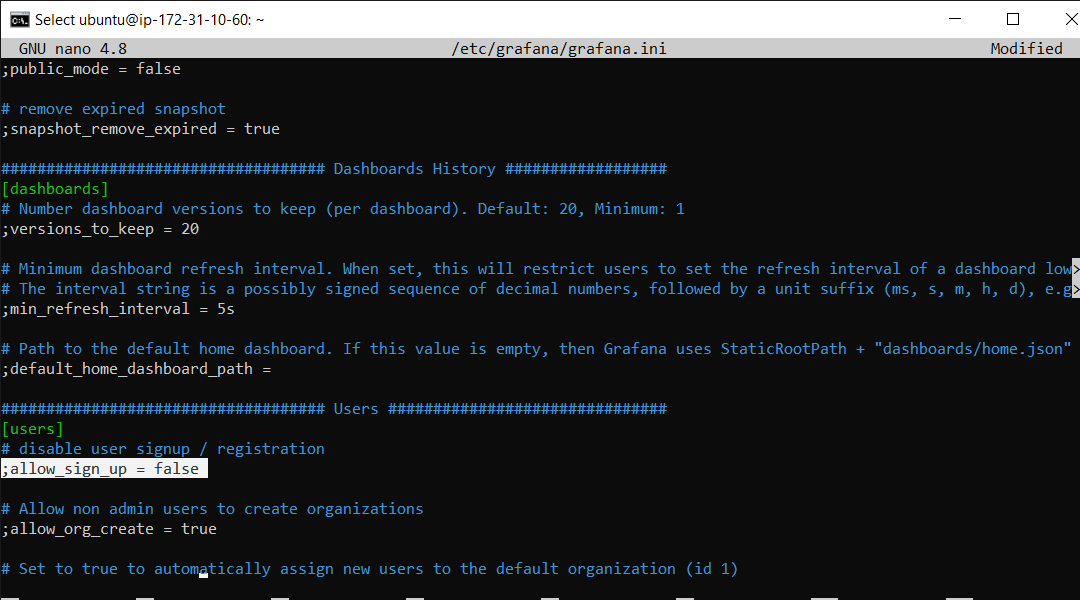 Select ubuntu@ip-172-31-10-60: ~
GNU nano 4.8 /etc/grafana/grafana.ini Modified
;public_mode = false
# remove expired snapshot
;snapshot_remove_expired = true
#################################### Dashboards History ##################
[dashboards]
# Number dashboard versions to keep (per dashboard). Default: 20, Minimum: 1
;versions_to_keep = 20
# Minimum dashboard refresh interval. When set, this will restrict users to set the refresh interval of a dashboard low>
# The interval string is a possibly signed sequence of decimal numbers, followed by a unit suffix (ms, s, m, h, d), e.g>
;min_refresh_interval = 5s
# Path to the default home dashboard. If this value is empty, then Grafana uses StaticRootPath + "dashboards/home.json"
;default_home_dashboard_path =
#################################### Users ###############################
[users]
# disable user signup / registration
;allow_sign_up = false
# Allow non admin users to create organizations
;allow_org_create = true
# Set to true to automatically assign new users to the default organization (id 1)